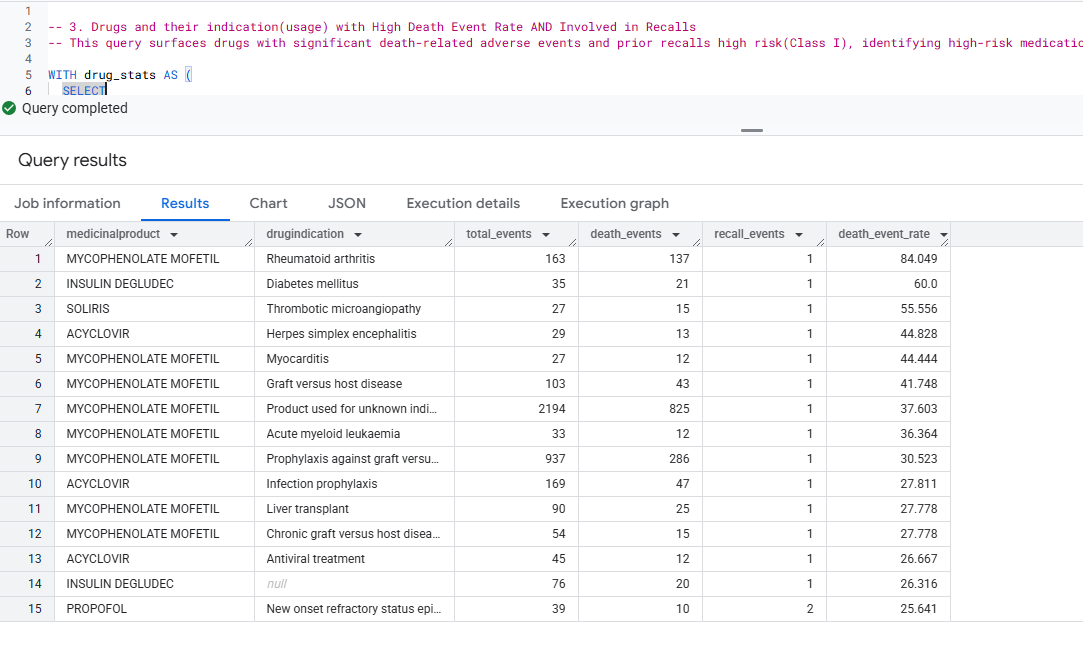 1
2 -- 3. Drugs and their indication(usage) with High Death Event Rate AND Involved in Recalls
3 -- This query surfaces drugs with significant death-related adverse events and prior recalls high risk(Class I), identifying high-risk medicatio
4
5 WITH drug_stats AS (
6 SELECT
Query completed
Query results
Job information Results Chart JSON Execution details Execution graph
Row medicinalproduct drugindication total_events death_events recall_events death_event_rate
1 MYCOPHENOLATE MOFETIL Rheumatoid arthritis 163 137 1 84.049
2 INSULIN DEGLUDEC Diabetes mellitus 35 21 1 60.0
3 SOLIRIS Thrombotic microangiopathy 27 15 1 55.556
4 ACYCLOVIR Herpes simplex encephalitis 29 13 1 44.828
5 MYCOPHENOLATE MOFETIL Myocarditis 27 12 1 44.444
6 MYCOPHENOLATE MOFETIL Graft versus host disease 103 43 1 41.748
7 MYCOPHENOLATE MOFETIL Product used for unknown indi... 2194 825 1 37.603
8 MYCOPHENOLATE MOFETIL Acute myeloid leukaemia 33 12 1 36.364
9 MYCOPHENOLATE MOFETIL Prophylaxis against graft versu... 937 286 1 30.523
10 ACYCLOVIR Infection prophylaxis 169 47 1 27.811
11 MYCOPHENOLATE MOFETIL Liver transplant 90 25 1 27.778
12 MYCOPHENOLATE MOFETIL Chronic graft versus host disea... 54 15 1 27.778
13 ACYCLOVIR Antiviral treatment 45 12 1 26.667
14 INSULIN DEGLUDEC null 76 20 1 26.316
15 PROPOFOL New onset refractory status epi... 39 10 2 25.641